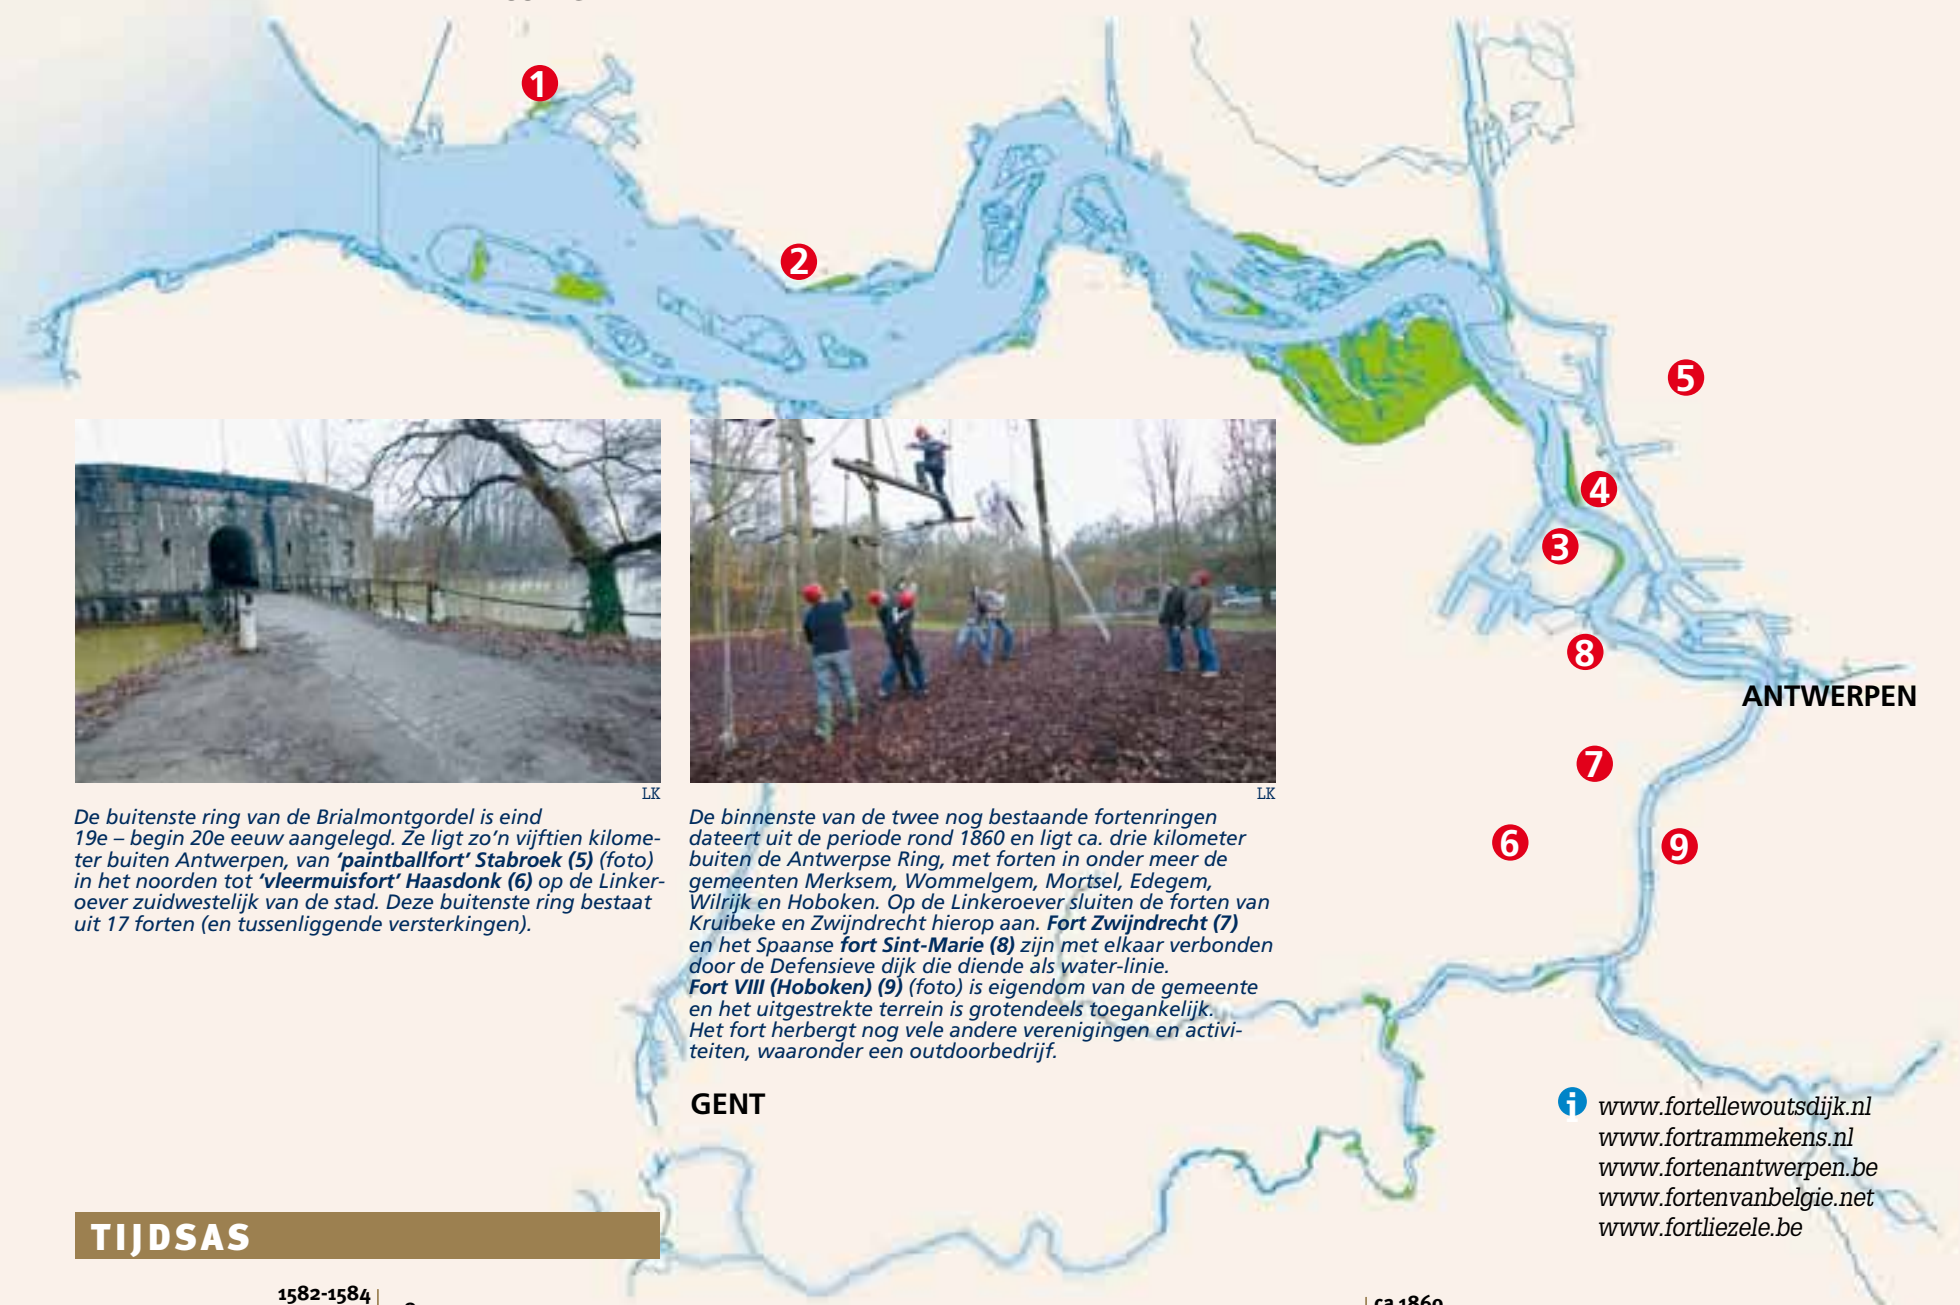 1
2
5
4
3
8
ANTWERPEN
7
6
9
LK
De buitenste ring van de Brialmontgordel is eind
19e – begin 20e eeuw aangelegd. Ze ligt zo’n vijftien kilome-
ter buiten Antwerpen, van ‘paintballfort’ Stabroek (5) (foto)
in het noorden tot ‘vleermuisfort’ Haasdonk (6) op de Linker-
oever zuidwestelijk van de stad. Deze buitenste ring bestaat
uit 17 forten (en tussenliggende versterkingen).
LK
De binnenste van de twee nog bestaande fortenringen
dateert uit de periode rond 1860 en ligt ca. drie kilometer
buiten de Antwerpse Ring, met forten in onder meer de
gemeenten Merksem, Wommelgem, Mortsel, Edegem,
Wilrijk en Hoboken. Op de Linkeroever sluiten de forten van
Kruibeke en Zwijndrecht hierop aan. Fort Zwijndrecht (7)
en het Spaanse fort Sint-Marie (8) zijn met elkaar verbonden
door de Defensieve dijk die diende als water-linie.
Fort VIII (Hoboken) (9) (foto) is eigendom van de gemeente
en het uitgestrekte terrein is grotendeels toegankelijk.
Het fort herbergt nog vele andere verenigingen en activi-
teiten, waaronder een outdoorbedrijf.
GENT
i
www.fortellewoutsdijk.nl
www.fortrammekens.nl
www.fortenantwerpen.be
www.fortenvanbelgie.net
www.fortliezele.be
TIJDSAS
1582-1584
ca 1860